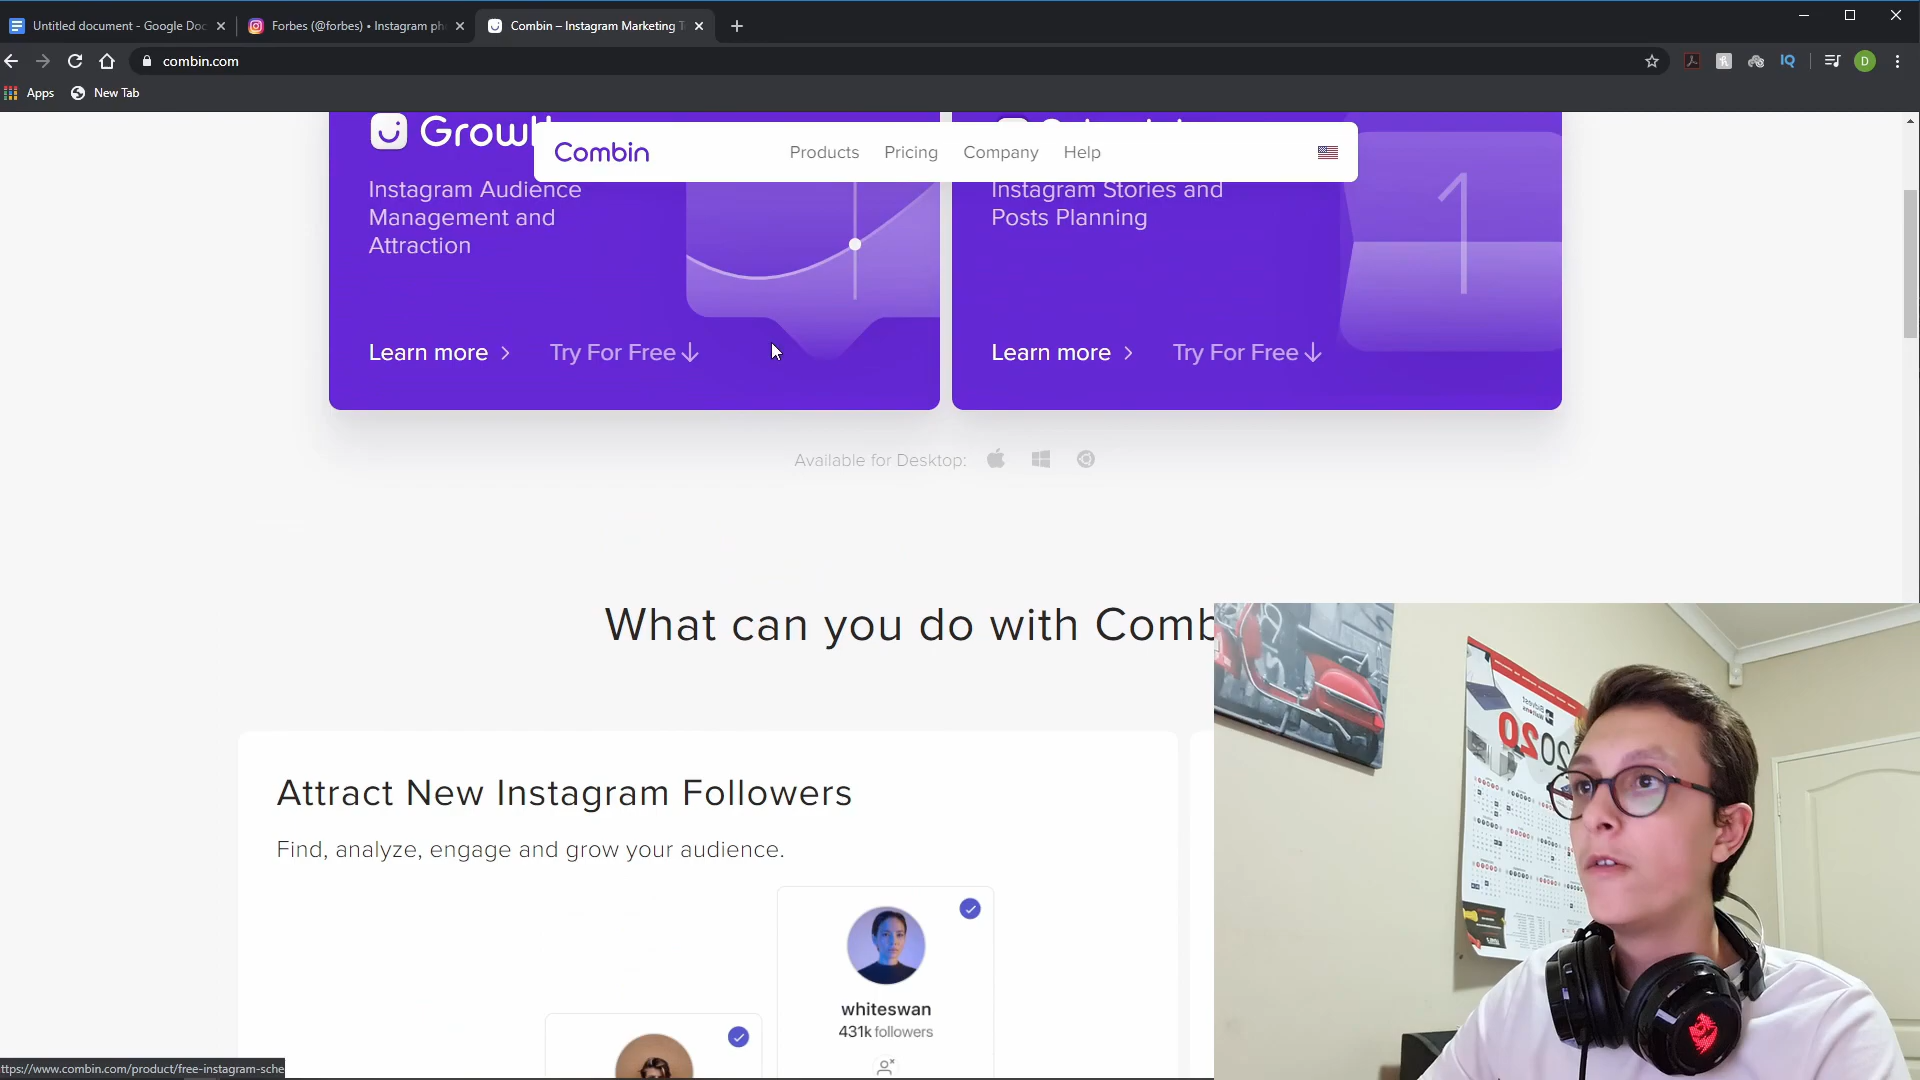 Untitled document - Google Doc
Forbes (@forbes) • Instagram ph
Combin – Instagram Marketing T
combin.com
IQ
D
Apps
New Tab
Growt
Combin
Products
Pricing
Company
Help
Instagram Audience
Management and
Attraction
Learn more
Try For Free
Instagram Stories and
Posts Planning
1
Learn more
Try For Free
Available for Desktop:
What can you do with Comb
Attract New Instagram Followers
Find, analyze, engage and grow your audience.
whiteswan
431k followers
ttps://www.combin.com/product/free-instagram-sche